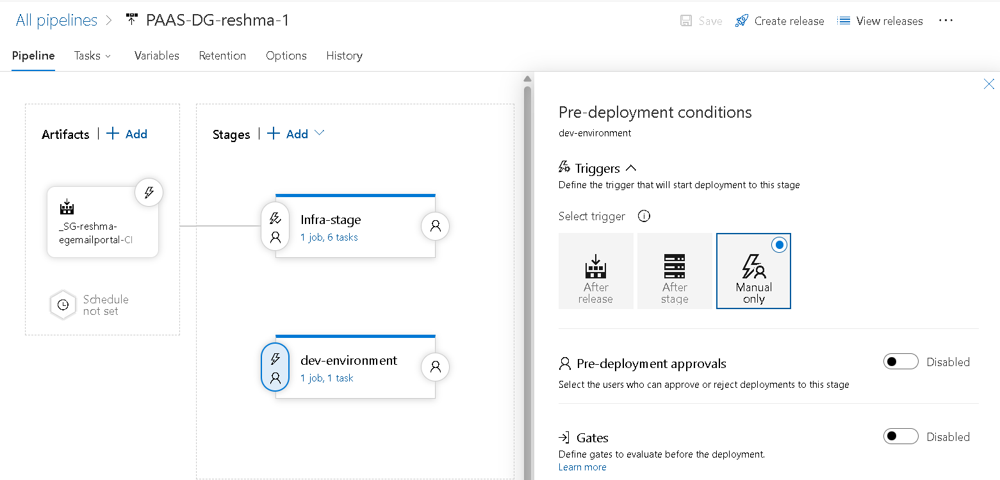 All pipelines
PAAS-DG-reshma-1
Save
Create release
View releases
Pipeline
Tasks
Variables
Retention
Options
History
Artifacts
Add
_SG-reshma-
egemailportal-CI
Schedule
not set
Stages
Add
Infra-stage
1 job, 6 tasks
dev-environment
1 job, 1 task
Pre-deployment conditions
dev-environment
Triggers
Define the trigger that will start deployment to this stage
Select trigger
After
release
After
stage
Manual
only
Pre-deployment approvals
Disabled
Select the users who can approve or reject deployments to this stage
Gates
Disabled
Define gates to evaluate before the deployment.
Learn more